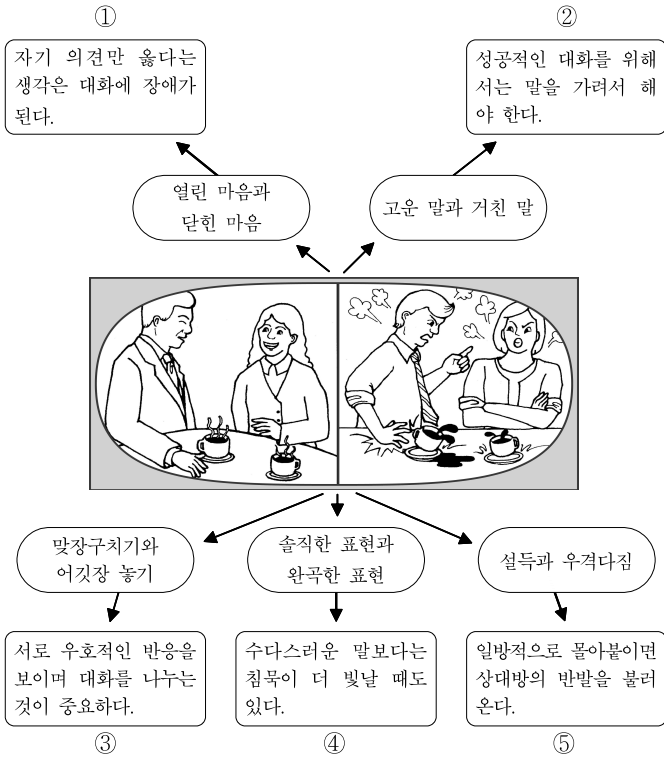 ①
자기 의견만 옳다는
생각은 대화에 장애가
된다.
②
성공적인 대화를 위해
서는 말을 가려서 해
야 한다.
열린 마음과
닫힌 마음
고운 말과 거친 말
맞장구치기와
어깃장 놓기
솔직한 표현과
완곡한 표현
설득과 우격다짐
서로 우호적인 반응을
보이며 대화를 나누는
것이 중요하다.
③
수다스러운 말보다는
침묵이 더 빛날 때도
있다.
④
일방적으로 몰아붙이면
상대방의 반발을 불러
온다.
⑤